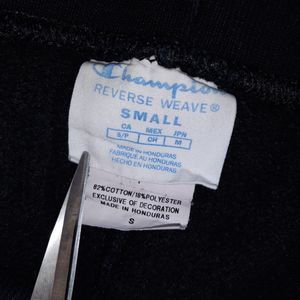 Champion
REVERSE WEAVE®
SMALL
CA MEX JPN
S/P CH M
MADE IN HONDURAS
FABRIQUÉ AU HONDURAS
HECHO EN HONDURAS
82%COTTON/18%POLYESTER
EXCLUSIVE OF DECORATION
MADE IN HONDURAS
S